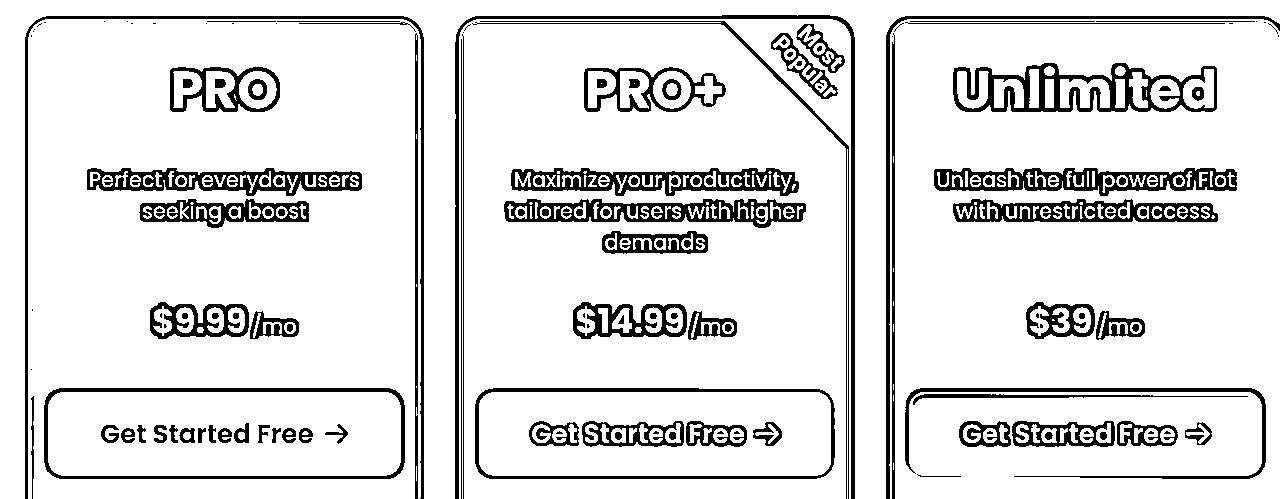 PRO
Perfect for everyday users
seeking a boost
$9.99/mo
Get Started Free →
PRO+
Most
Popular
Maximize your productivity,
tailored for users with higher
demands
$14.99/mo
Get Started Free →
Unlimited
Unleash the full power of Flot
with unrestricted access.
$39/mo
Get Started Free →